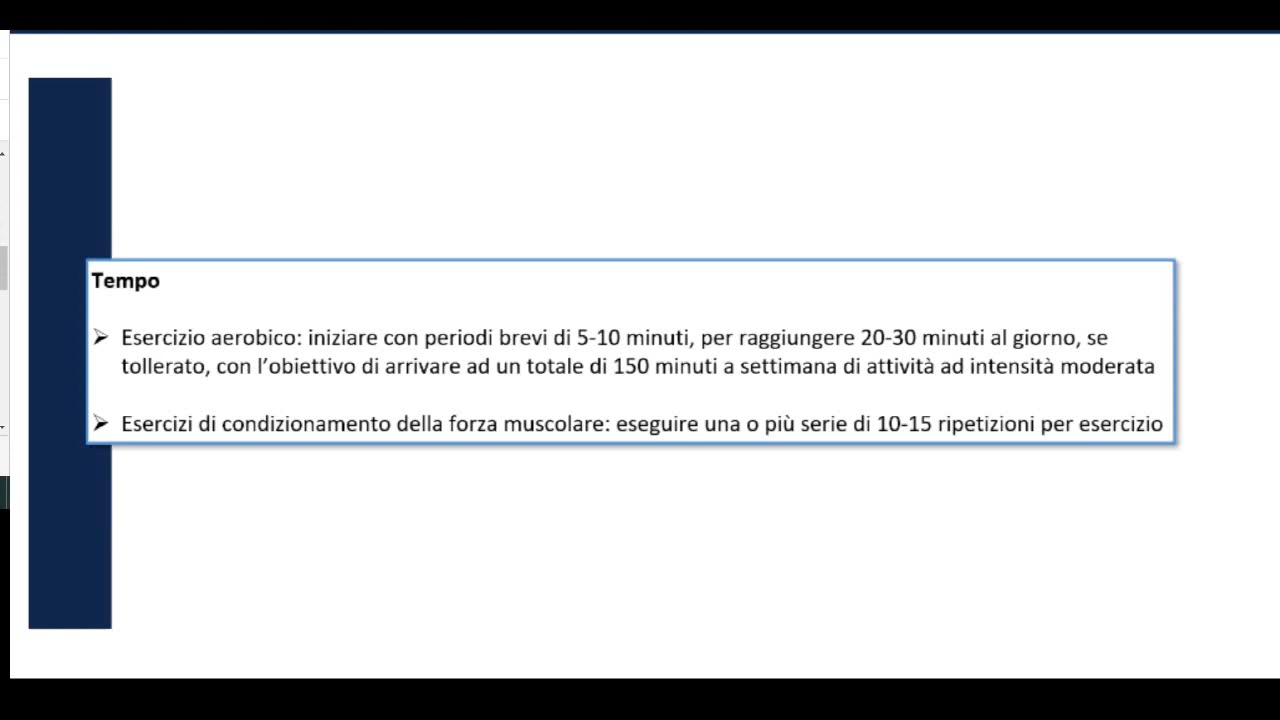 Tempo
➢ Esercizio aerobico: iniziare con periodi brevi di 5-10 minuti, per raggiungere 20-30 minuti al giorno, se
tollerato, con l’obiettivo di arrivare ad un totale di 150 minuti a settimana di attività ad intensità moderata
➢ Esercizi di condizionamento della forza muscolare: eseguire una o più serie di 10-15 ripetizioni per esercizio